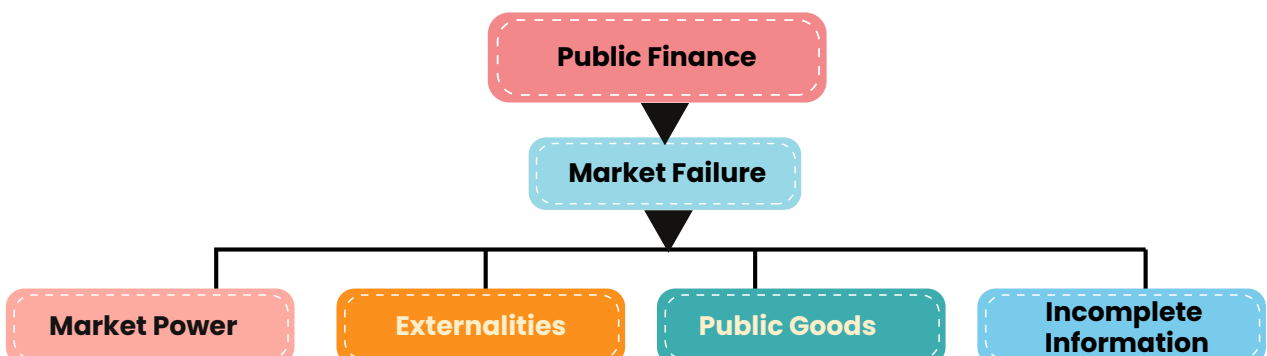 Public Finance
Market Failure
Market Power
Externalities
Public Goods
Incomplete
Information